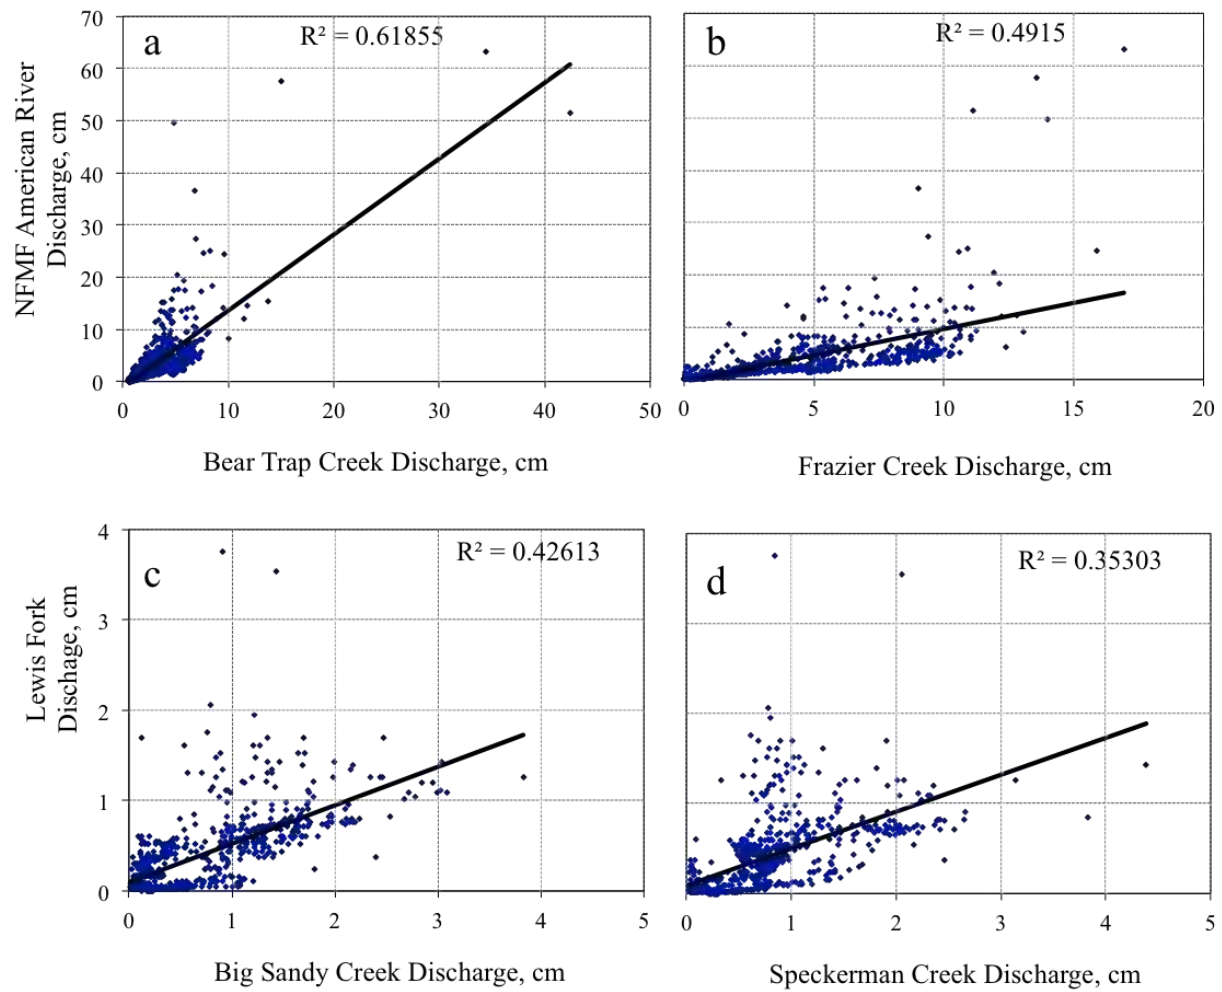 a
R² = 0.61855
NFMF American River
Discharge, cm
70
60
50
40
30
20
10
0
0 10 20 30 40 50
Bear Trap Creek Discharge, cm
b
R² = 0.4915
0 5 10 15 20
Frazier Creek Discharge, cm
c
R² = 0.42613
Lewis Fork
Dischage, cm
4
3
2
1
0
0 1 2 3 4 5
Big Sandy Creek Discharge, cm
d
R² = 0.35303
0 1 2 3 4 5
Speckerman Creek Discharge, cm